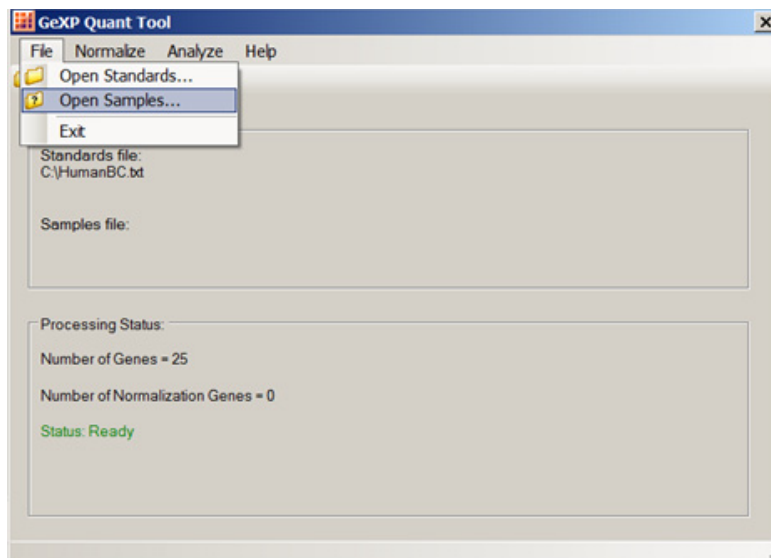 GeXP Quant Tool
File Normalize Analyze Help
Open Standards...
Open Samples...
Exit
Standards file:
C:\HumanBC.txt
Samples file:
Processing Status:
Number of Genes = 25
Number of Normalization Genes = 0
Status: Ready